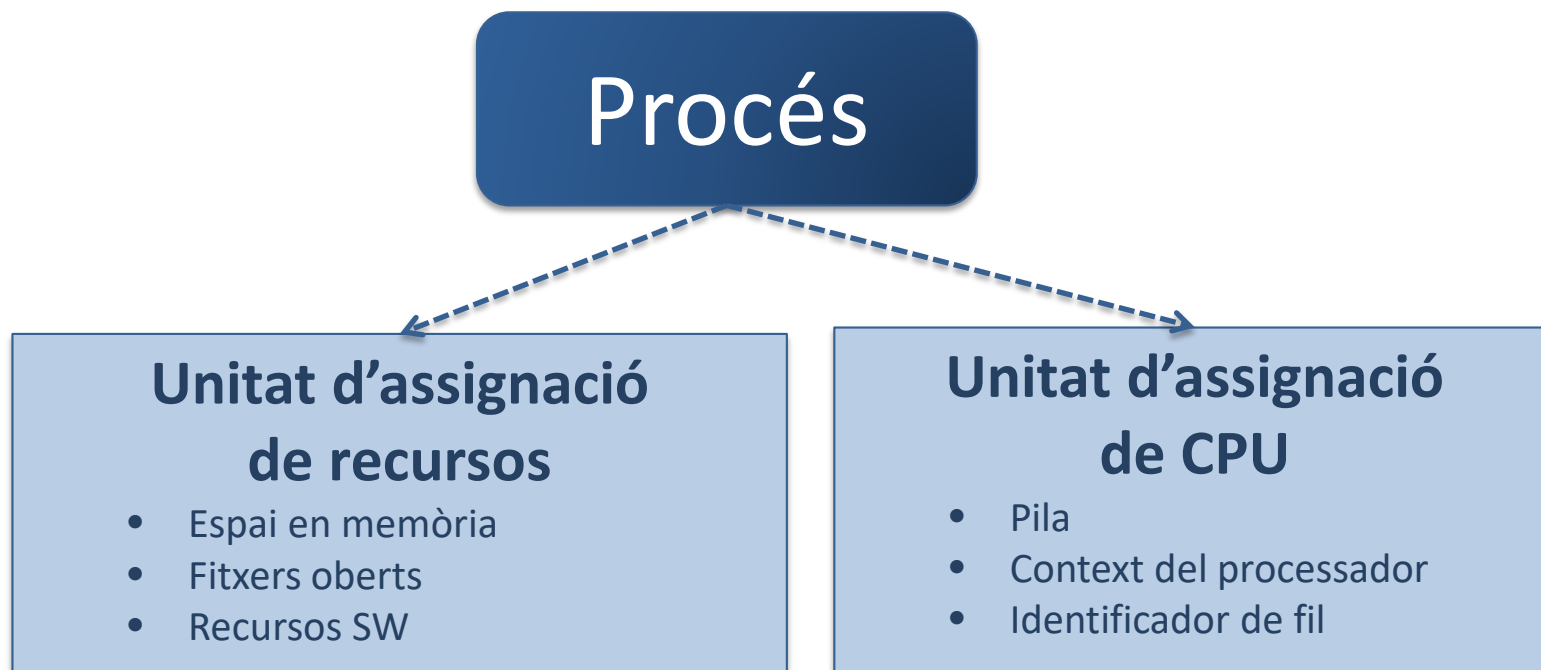 Procés
Unitat d’assignació
de recursos
• Espai en memòria
• Fitxers oberts
• Recursos SW
Unitat d’assignació
de CPU
• Pila
• Context del processador
• Identificador de fil